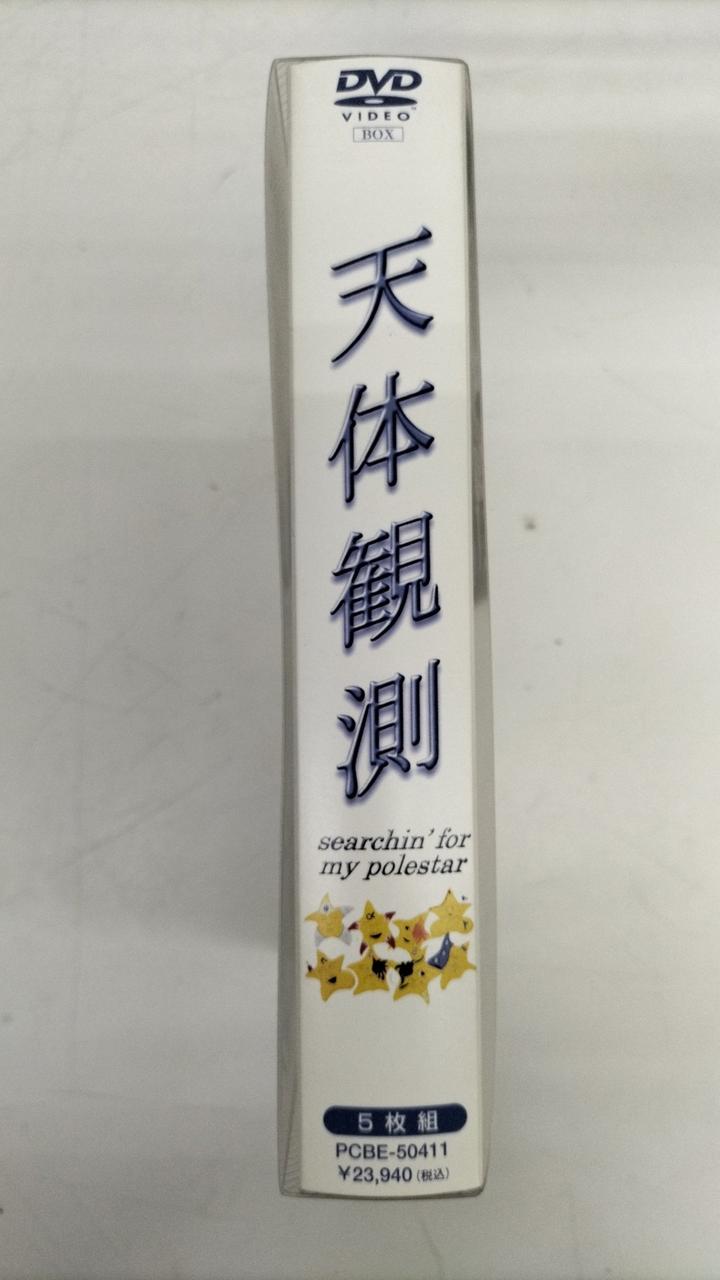 DVD
VIDEO™
BOX
天体観測
searchin' for
my polestar
5枚組
PCBE-50411
¥23,940(税込)